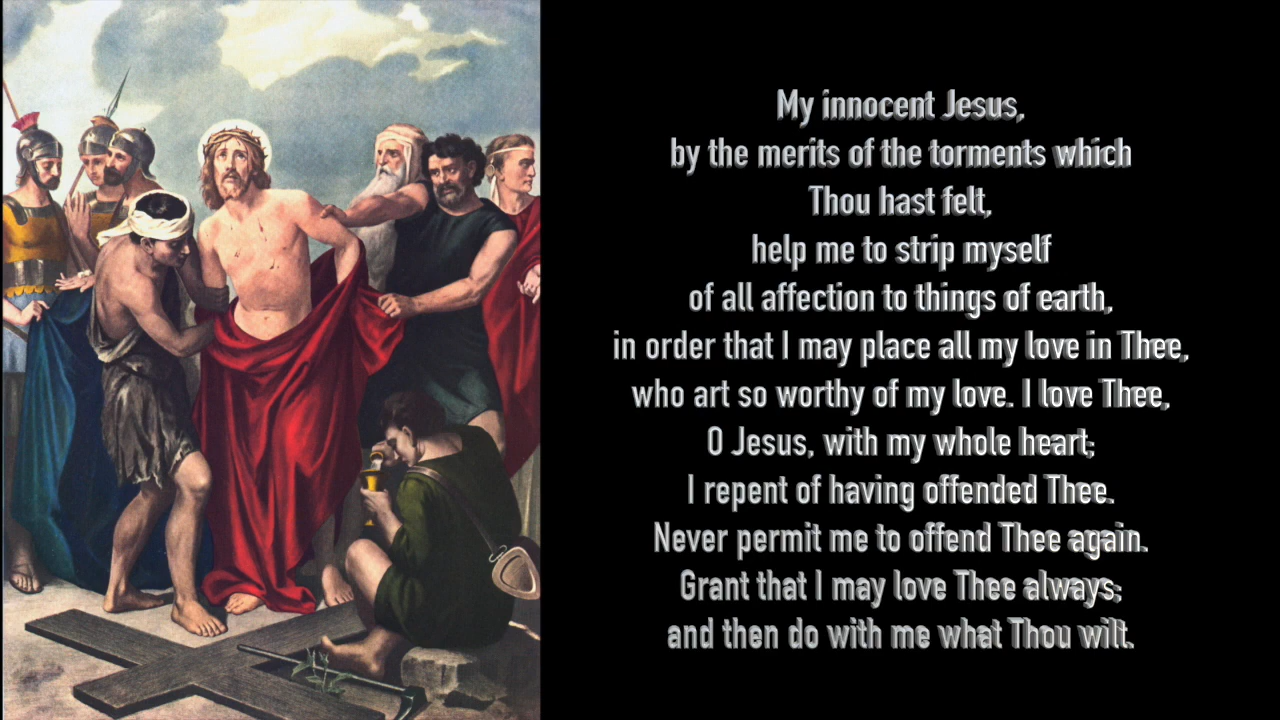 My innocent Jesus,
by the merits of the torments which
Thou hast felt,
help me to strip myself
of all affection to things of earth,
in order that I may place all my love in Thee,
who art so worthy of my love. I love Thee,
O Jesus, with my whole heart;
I repent of having offended Thee.
Never permit me to offend Thee again.
Grant that I may love Thee always;
and then do with me what Thou wilt.